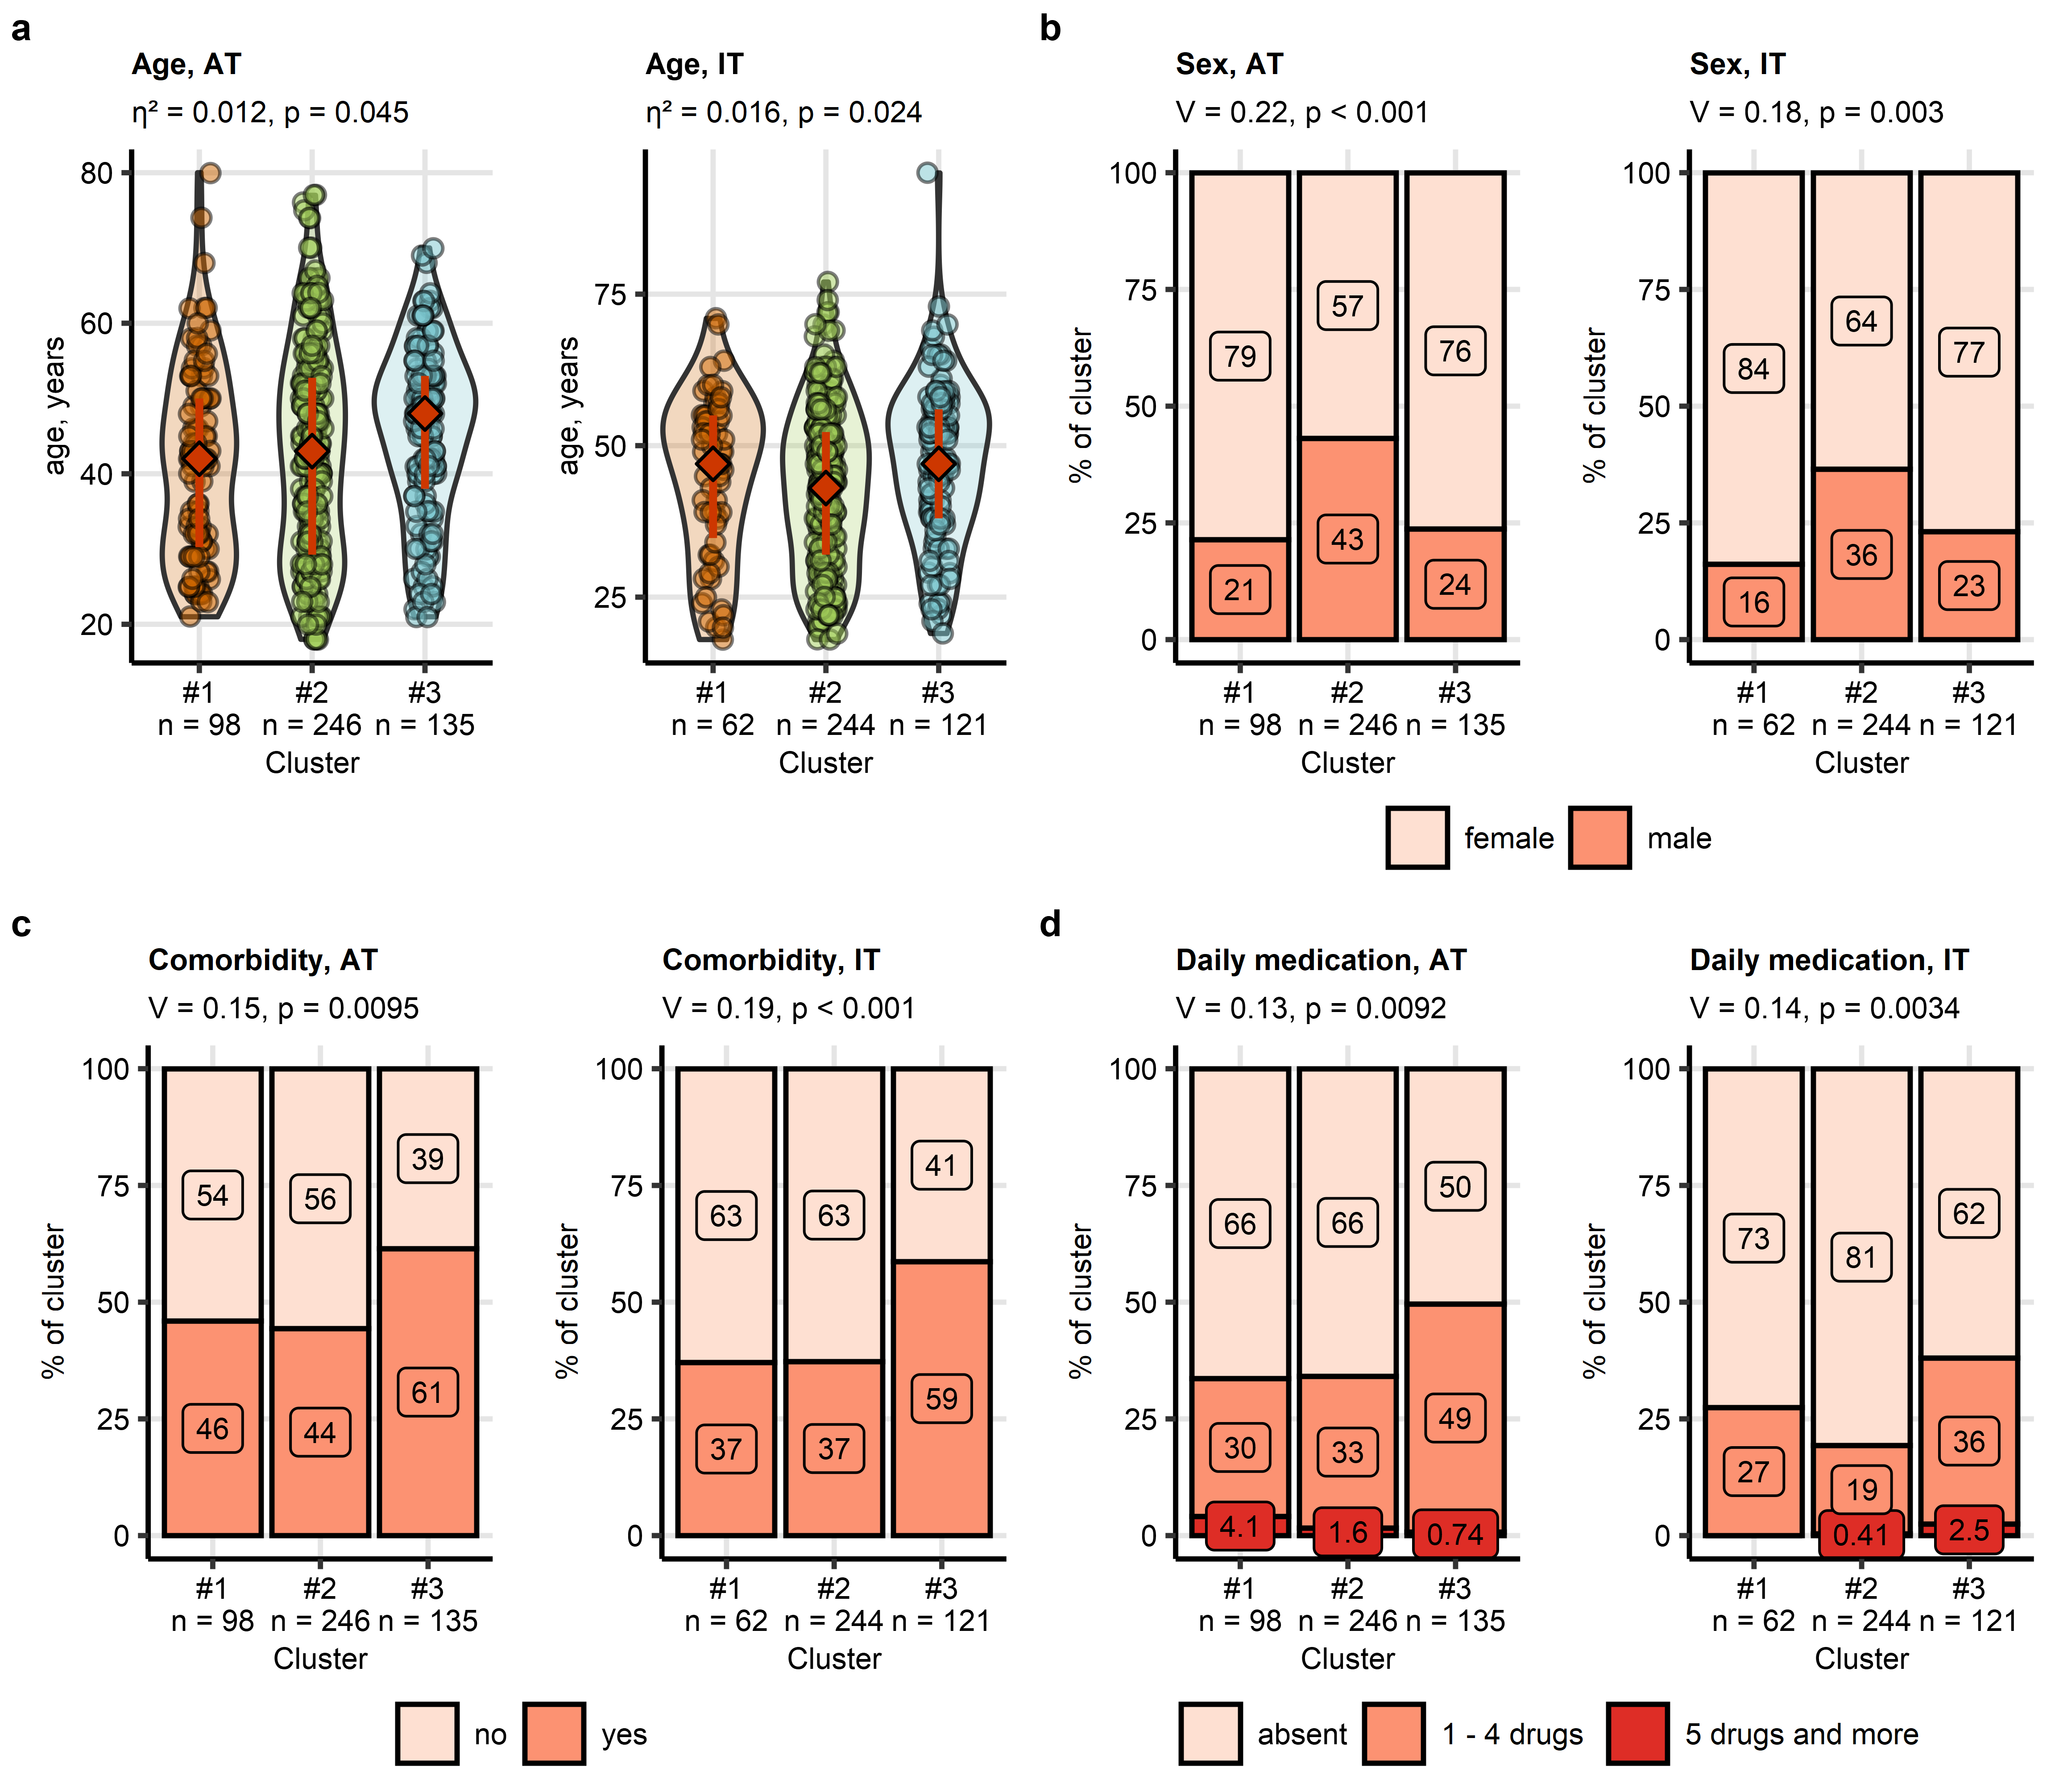 a
Age, AT
η² = 0.012, p = 0.045
age, years
80
60
40
20
#1
n = 98
#2
n = 246
#3
n = 135
Cluster
Age, IT
η² = 0.016, p = 0.024
age, years
75
50
25
#1
n = 62
#2
n = 244
#3
n = 121
Cluster
b
Sex, AT
V = 0.22, p < 0.001
% of cluster
100
75
50
25
0
79
57
76
21
43
24
#1
n = 98
#2
n = 246
#3
n = 135
Cluster
Sex, IT
V = 0.18, p = 0.003
% of cluster
100
75
50
25
0
84
64
77
16
36
23
#1
n = 62
#2
n = 244
#3
n = 121
Cluster
female
male
c
Comorbidity, AT
V = 0.15, p = 0.0095
% of cluster
100
75
50
25
0
54
56
39
46
44
61
#1
n = 98
#2
n = 246
#3
n = 135
Cluster
Comorbidity, IT
V = 0.19, p < 0.001
% of cluster
100
75
50
25
0
63
63
41
37
37
59
#1
n = 62
#2
n = 244
#3
n = 121
Cluster
no
yes
d
Daily medication, AT
V = 0.13, p = 0.0092
% of cluster
100
75
50
25
0
66
66
50
30
33
49
4.1
1.6
0.74
#1
n = 98
#2
n = 246
#3
n = 135
Cluster
Daily medication, IT
V = 0.14, p = 0.0034
% of cluster
100
75
50
25
0
73
81
62
27
19
36
0.41
2.5
#1
n = 62
#2
n = 244
#3
n = 121
Cluster
absent
1 - 4 drugs
5 drugs and more